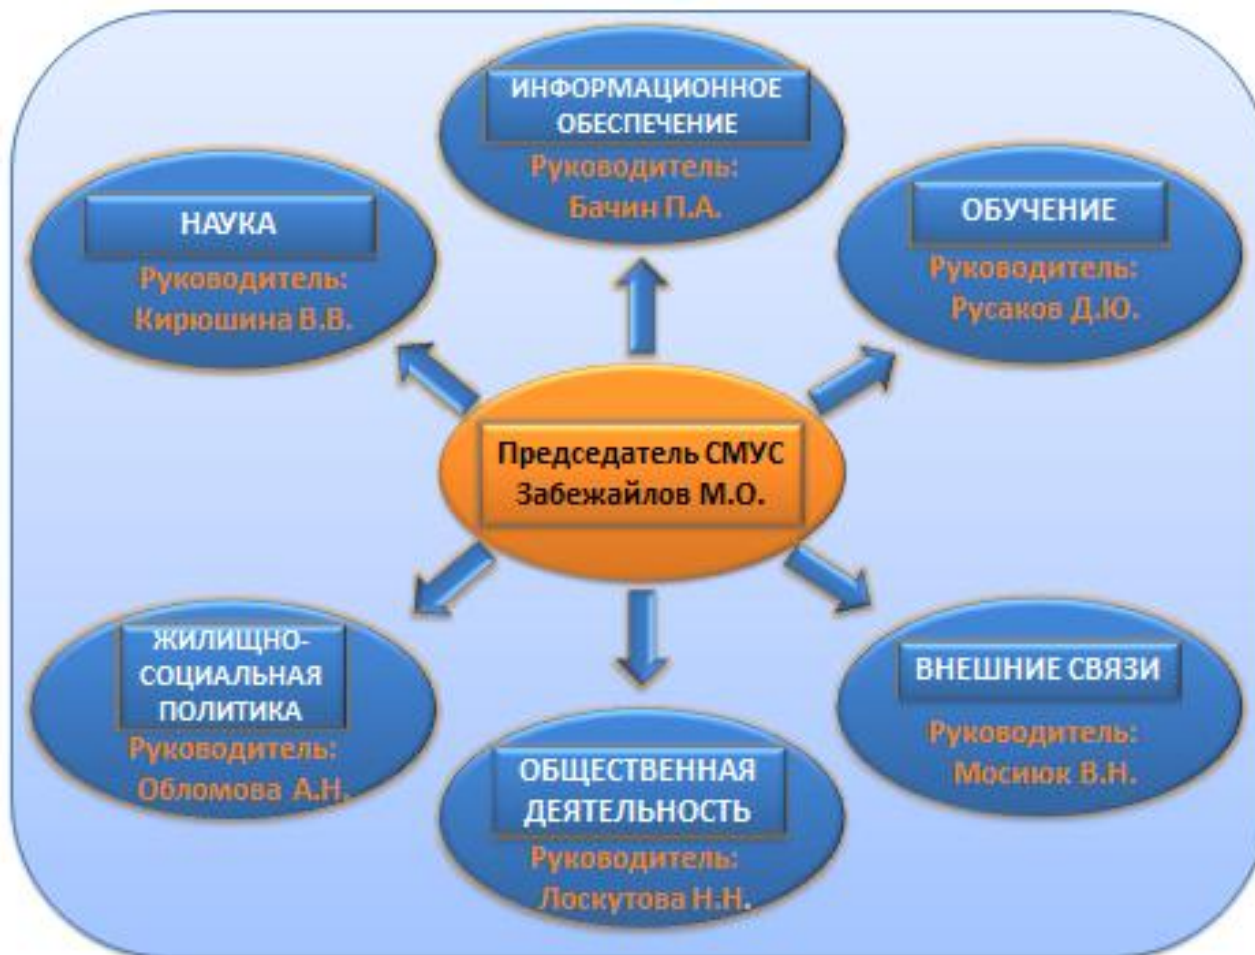 ИНФОРМАЦИОННОЕ
ОБЕСПЕЧЕНИЕ
Руководитель:
Бачин П.А.
НАУКА
Руководитель:
Кирюшина В.В.
ОБУЧЕНИЕ
Руководитель:
Русаков Д.Ю.
Председатель СМУС
Забежайлов М.О.
ЖИЛИЩНО-
СОЦИАЛЬНАЯ
ПОЛИТИКА
Руководитель:
Обломова А.Н.
ОБЩЕСТВЕННАЯ
ДЕЯТЕЛЬНОСТЬ
Руководитель:
Лоскутова Н.Н.
ВНЕШНИЕ СВЯЗИ
Руководитель:
Мосиюк В.Н.